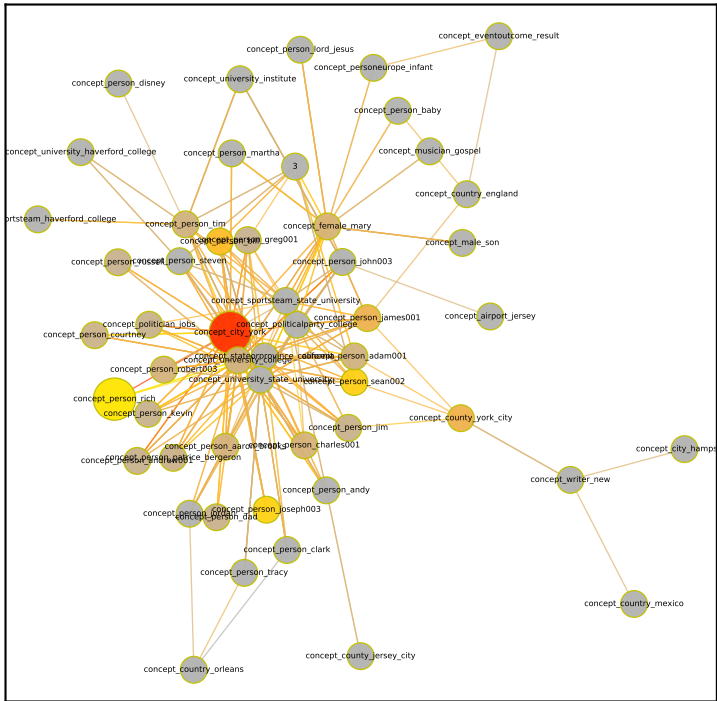 concept_eventoutcome_result
concept_person_lord_jesus
concept_personeurope_infant
concept_person_disney
concept_university_institute
concept_person_baby
concept_university_haverford_college
concept_person_martha
concept_musician_gospel
3
concept_country_england
concept_person_tim
concept_female_mary
concept_male_son
concept_person_greg001
concept_person_steven
concept_person_john003
concept_sportsteam_state_university
concept_airport_jersey
concept_person_james001
concept_politician_jobs
concept_politicalparty_college
concept_city_york
concept_person_courtney
concept_person_adam001
concept_university_college
concept_person_robert003
concept_university_state_university
concept_person_sean002
concept_person_rich
concept_person_kevin
concept_county_york_city
concept_person_jim
concept_person_charles001
concept_person_patrice_bergeron
concept_person_andrew001
concept_writer_new
concept_person_andy
concept_person_joseph003
concept_person_dad
concept_person_clark
concept_person_tracy
concept_country_mexico
concept_county_jersey_city
concept_country_orleans